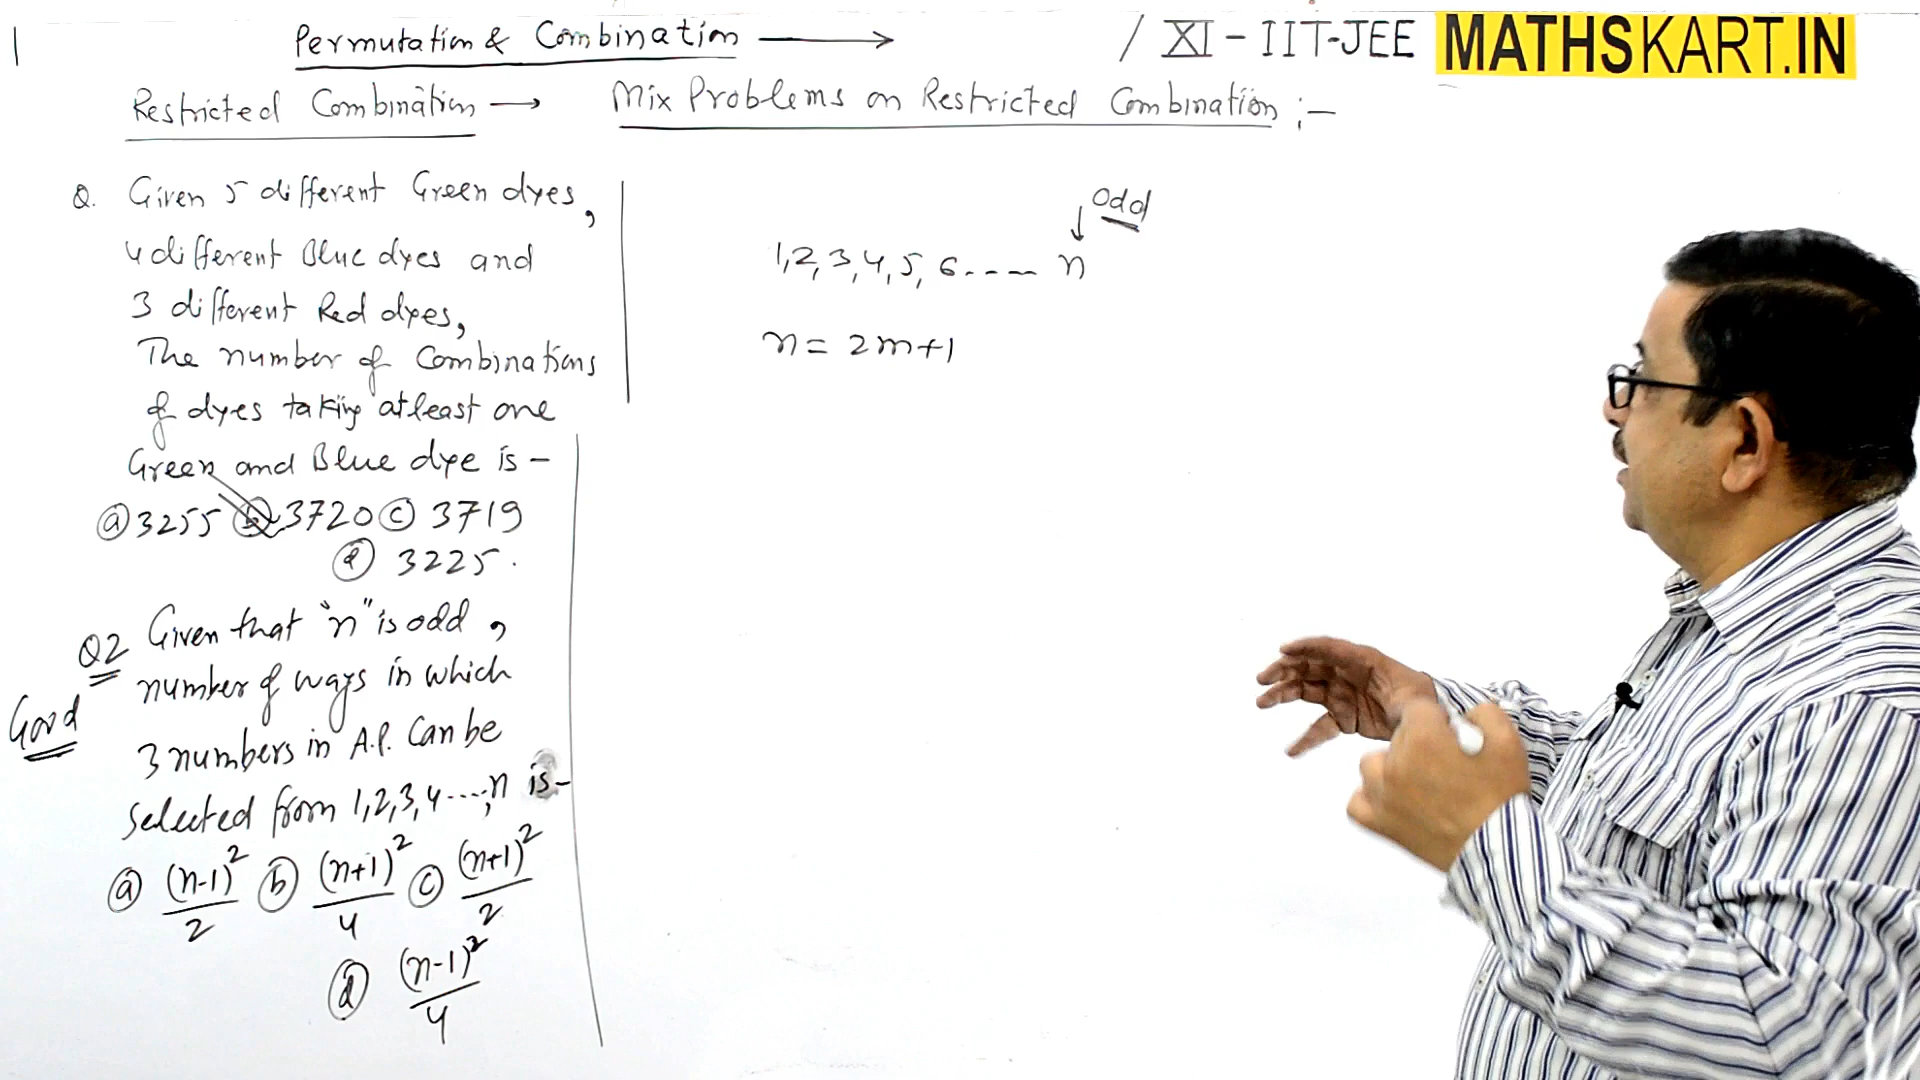 Permutation & Combination ⟶ / XI - IIT-JEE MATHSKART.IN
Restricted Combination → Mix Problems on Restricted Combination :-
Q. Given 5 different Green dyes,
4 different Blue dyes and
3 different Red dyes,
The number of Combinations
of dyes taking atleast one
Green and Blue dye is -
(a) 3255 (b) 3720 (c) 3719
(d) 3225.
Q2 Given that "n" is odd,
number of ways in which
Good
3 numbers in A.P. Can be
selected from 1,2,3,4----,n is-
(a) (n-1)²/2 (b) (n+1)²/4 (c) (n+1)²/2
(d) (n-1)²/4
↓ Odd
1,2,3,4,5,6----- n
n = 2m+1